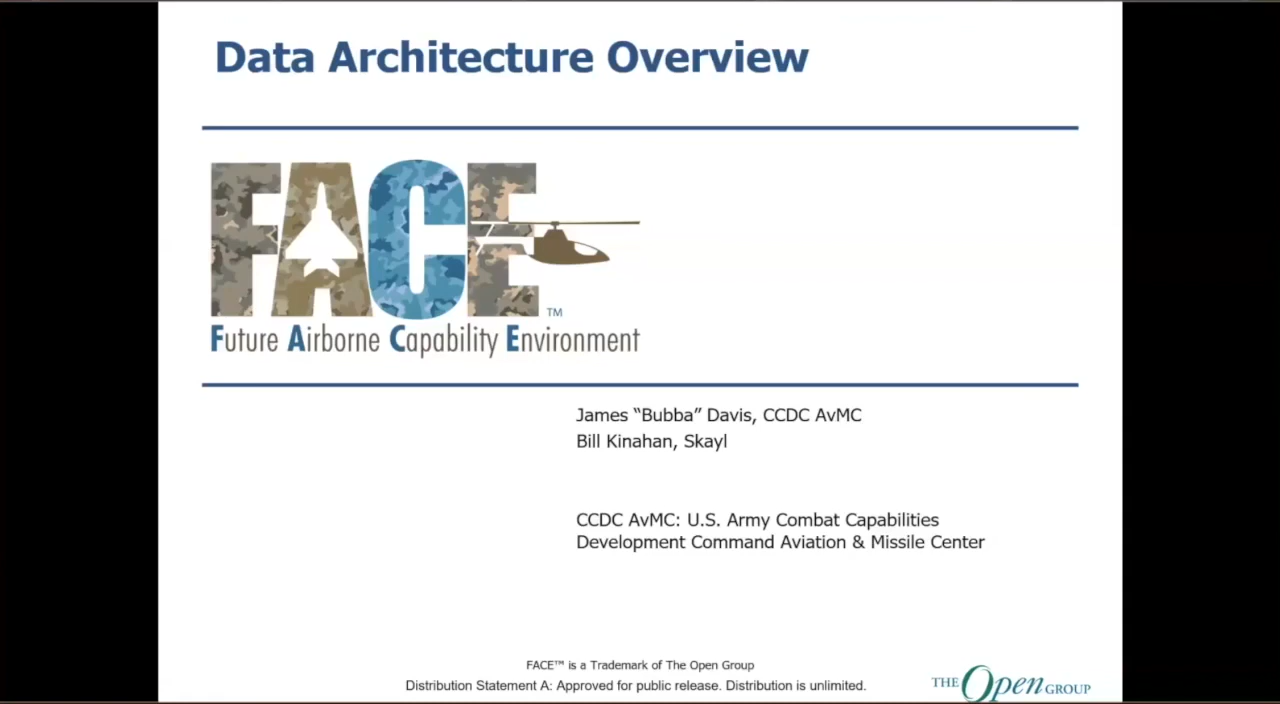 Data Architecture Overview
FACE™
Future Airborne Capability Environment
James “Bubba” Davis, CCDC AvMC
Bill Kinahan, Skayl
CCDC AvMC: U.S. Army Combat Capabilities
Development Command Aviation & Missile Center
FACE™ is a Trademark of The Open Group
Distribution Statement A: Approved for public release. Distribution is unlimited.
THE Open GROUP